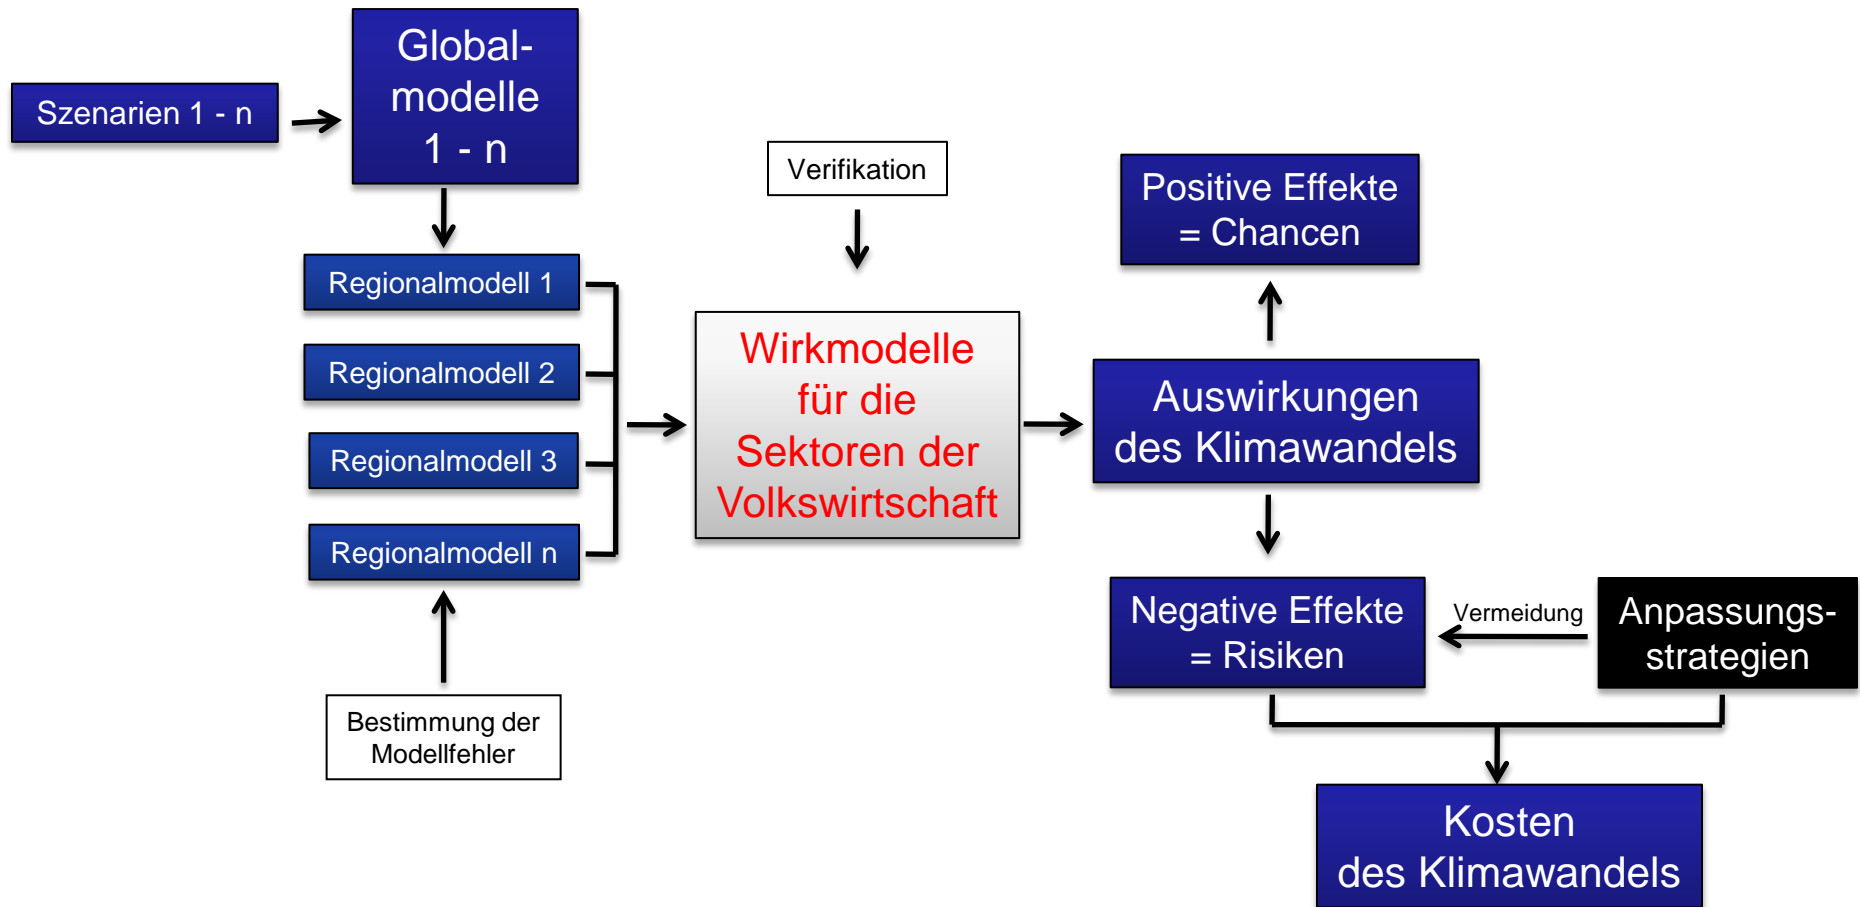 Szenarien 1 - n
Global-
modelle
1 - n
Regionalmodell 1
Regionalmodell 2
Regionalmodell 3
Regionalmodell n
Bestimmung der
Modellfehler
Verifikation
Wirkmodelle
für die
Sektoren der
Volkswirtschaft
Positive Effekte
= Chancen
Auswirkungen
des Klimawandels
Negative Effekte
= Risiken
Vermeidung
Anpassungs-
strategien
Kosten
des Klimawandels